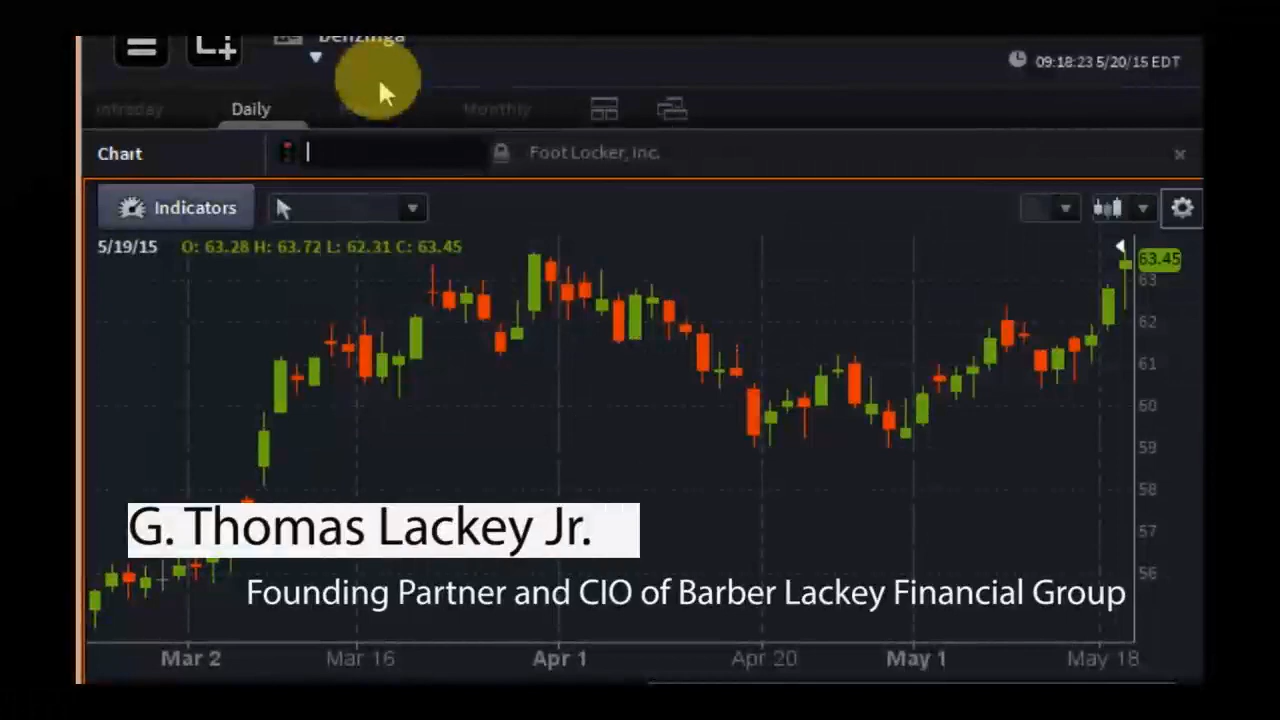 benzinga
09:18:23 5/20/15 EDT
Intraday Daily Monthly
Chart Foot Locker, Inc. ×
Indicators
5/19/15 O: 63.28 H: 63.72 L: 62.31 C: 63.45
63.45
63
62
61
60
59
58
57
56
G. Thomas Lackey Jr.
Founding Partner and CIO of Barber Lackey Financial Group
Mar 2 Mar 16 Apr 1 Apr 20 May 1 May 18